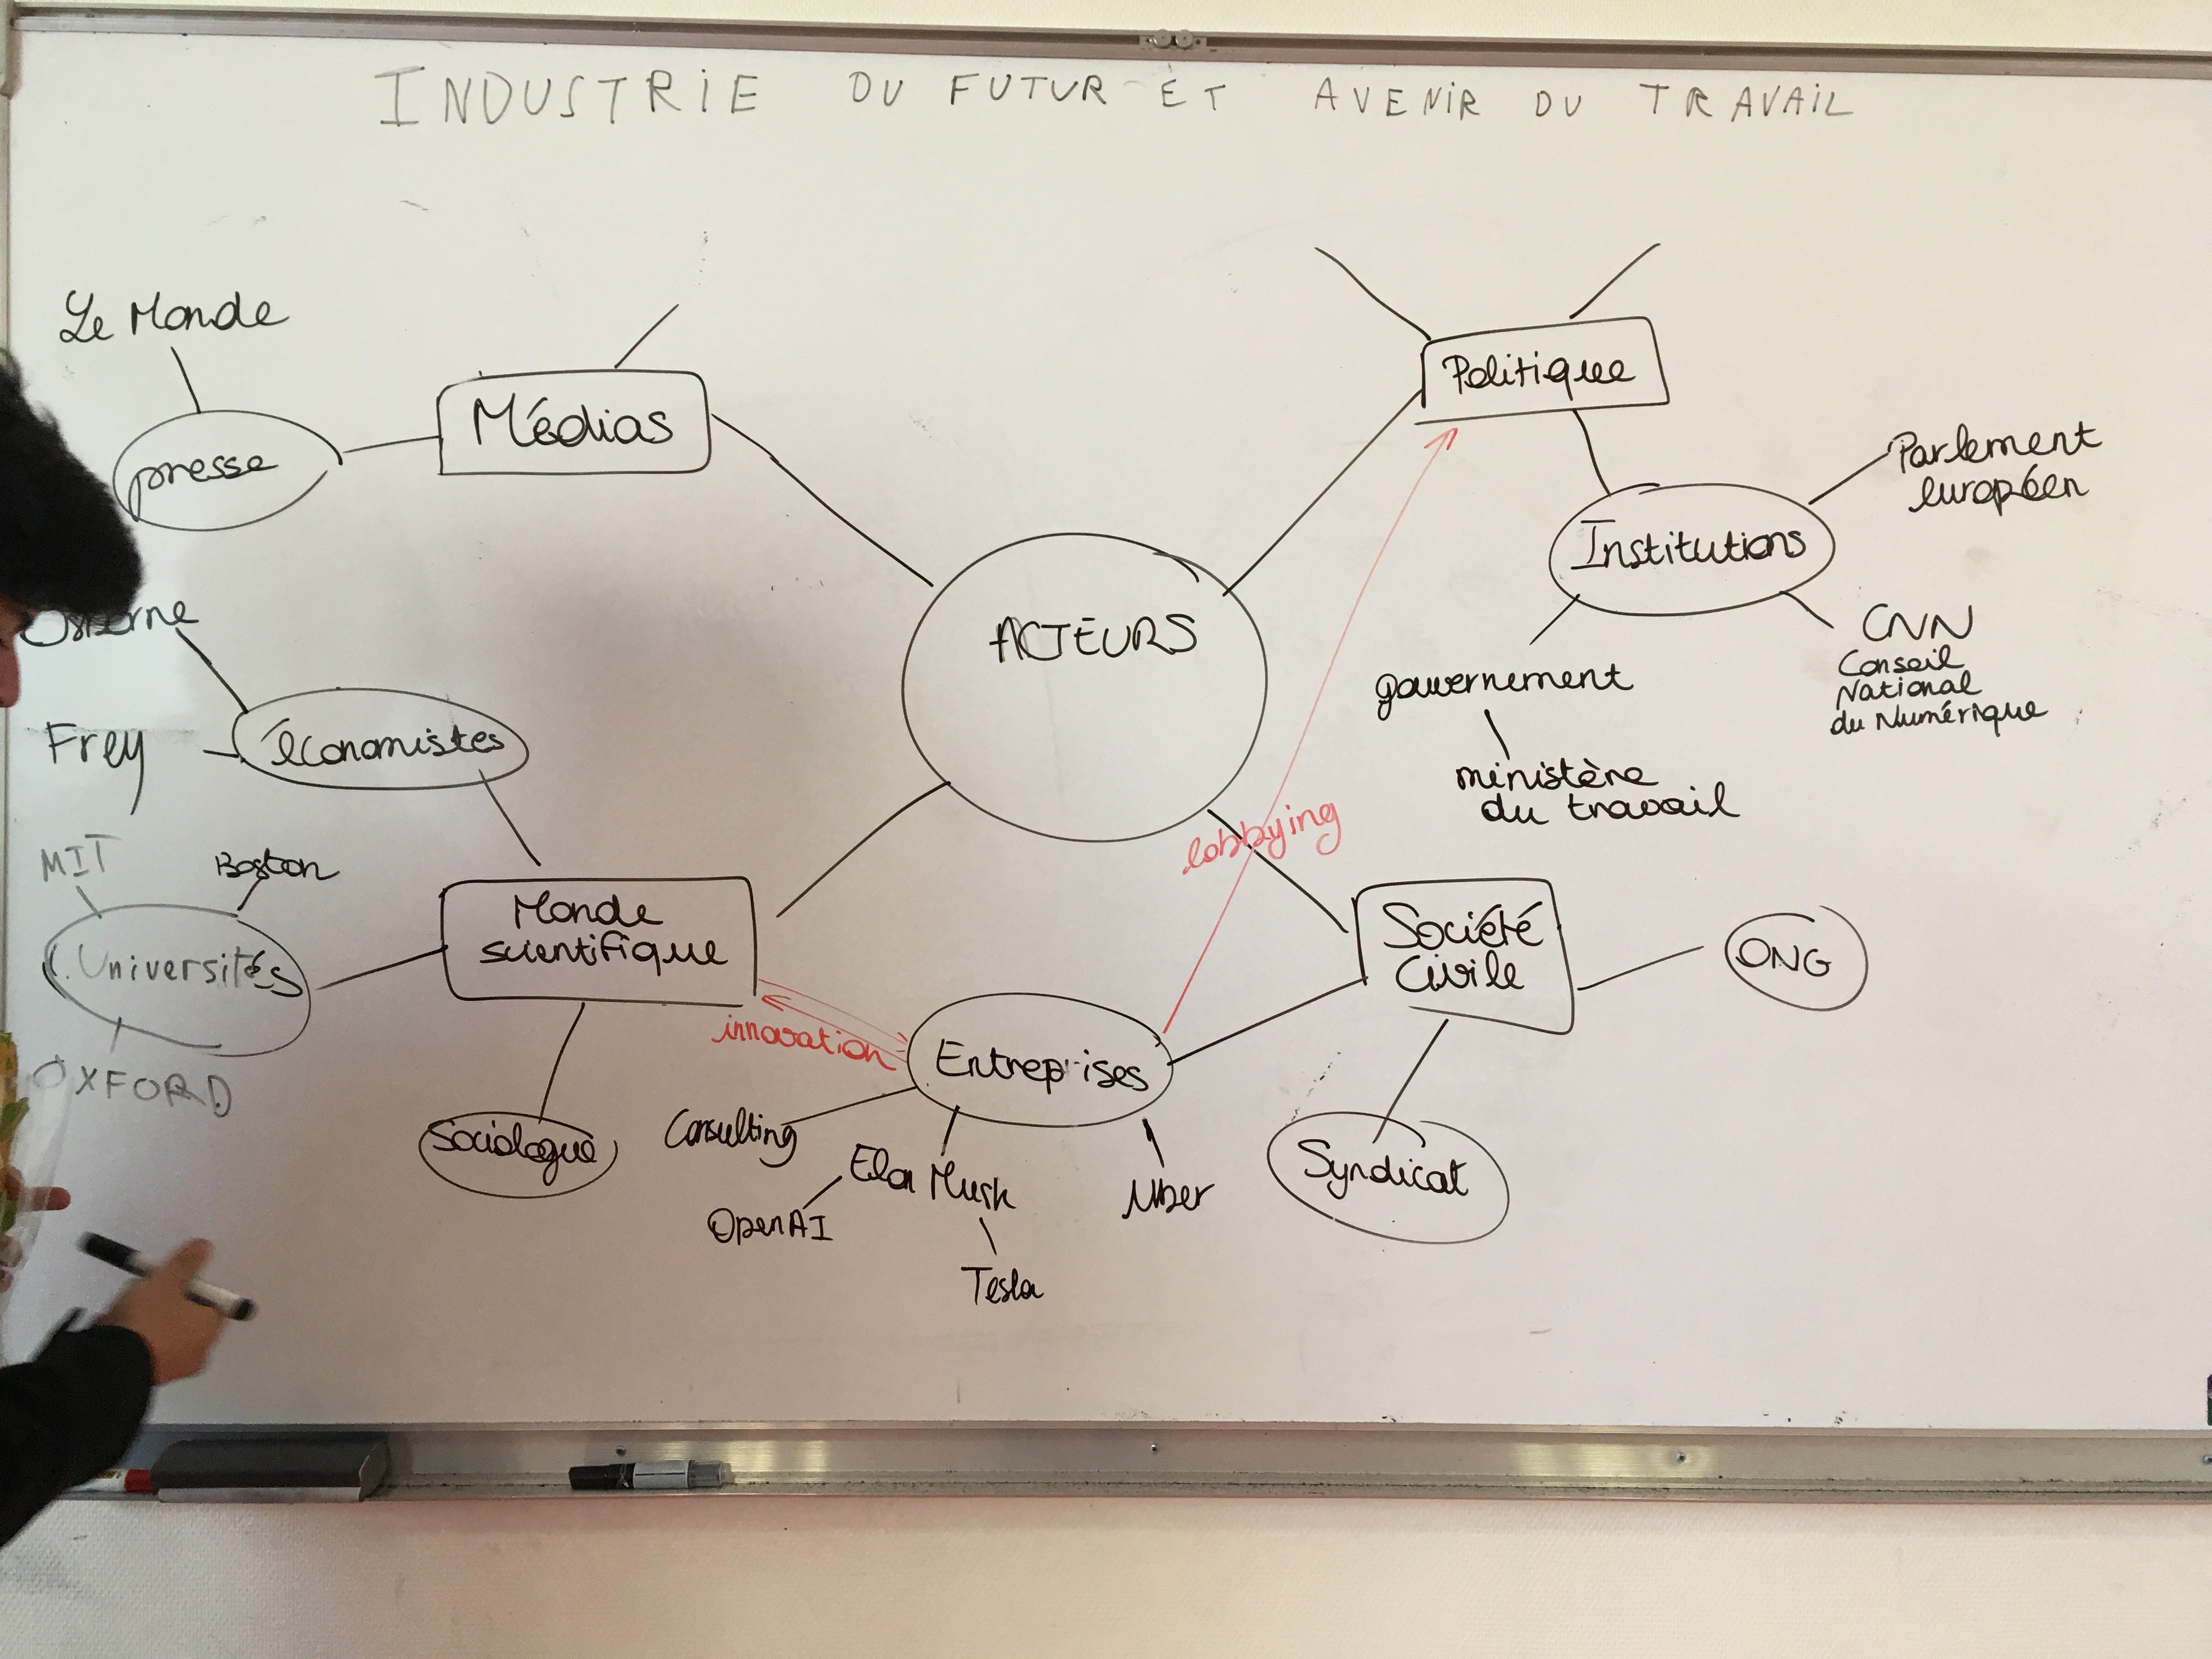 INDUSTRIE DU FUTUR ET AVENIR DU TRAVAIL
Le Monde
presse
Médias
Politique
Parlement
européen
Institutions
CNN
Conseil
National
du Numérique
gouvernement
ministère
du travail
ACTEURS
Osborne
Frey
économistes
MIT
Boston
Universités
OXFORD
Monde
scientifique
sociologue
innovation
lobbying
Entreprises
Consulting
Elon Musk
OpenAI
Tesla
Uber
Société
Civile
ONG
Syndicat